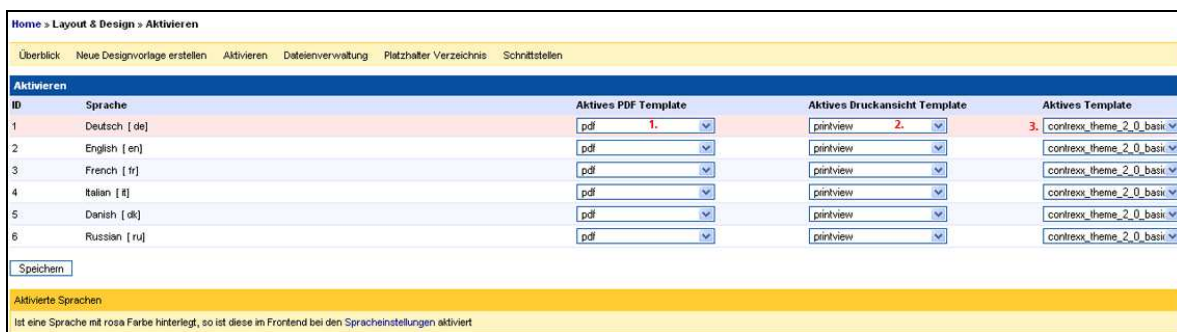 Home » Layout & Design » Aktivieren
Überblick Neue Designvorlage erstellen Aktivieren Dateienverwaltung Platzhalter Verzeichnis Schnittstellen
Aktivieren
ID Sprache Aktives PDF Template Aktives Druckansicht Template Aktives Template
1 Deutsch [ de] pdf 1. printview 2. 3. contrexx_theme_2_0_basic
2 English [ en] pdf printview contrexx_theme_2_0_basic
3 French [ fr] pdf printview contrexx_theme_2_0_basic
4 Italian [ it] pdf printview contrexx_theme_2_0_basic
5 Danish [ dk] pdf printview contrexx_theme_2_0_basic
6 Russian [ ru] pdf printview contrexx_theme_2_0_basic
Speichern
Aktivierte Sprachen
Ist eine Sprache mit rosa Farbe hinterlegt, so ist diese im Frontend bei den Spracheinstellungen aktiviert